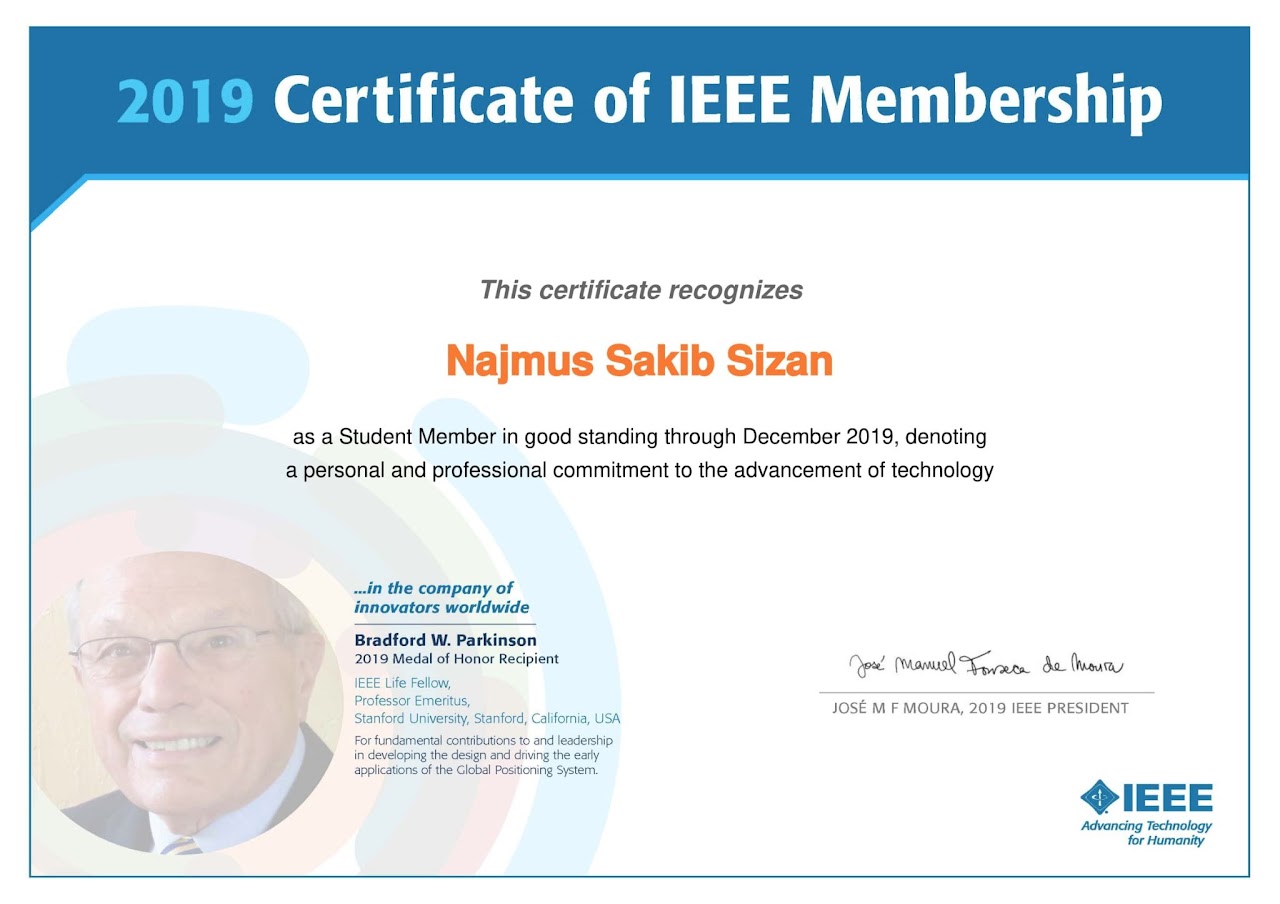 2019 Certificate of IEEE Membership
This certificate recognizes
Najmus Sakib Sizan
as a Student Member in good standing through December 2019, denoting
a personal and professional commitment to the advancement of technology
...in the company of
innovators worldwide
Bradford W. Parkinson
2019 Medal of Honor Recipient
IEEE Life Fellow,
Professor Emeritus,
Stanford University, Stanford, California, USA
For fundamental contributions to and leadership
in developing the design and driving the early
applications of the Global Positioning System.
José Manuel Fonseca de Moura
JOSÉ M F MOURA, 2019 IEEE PRESIDENT
IEEE
Advancing Technology
for Humanity